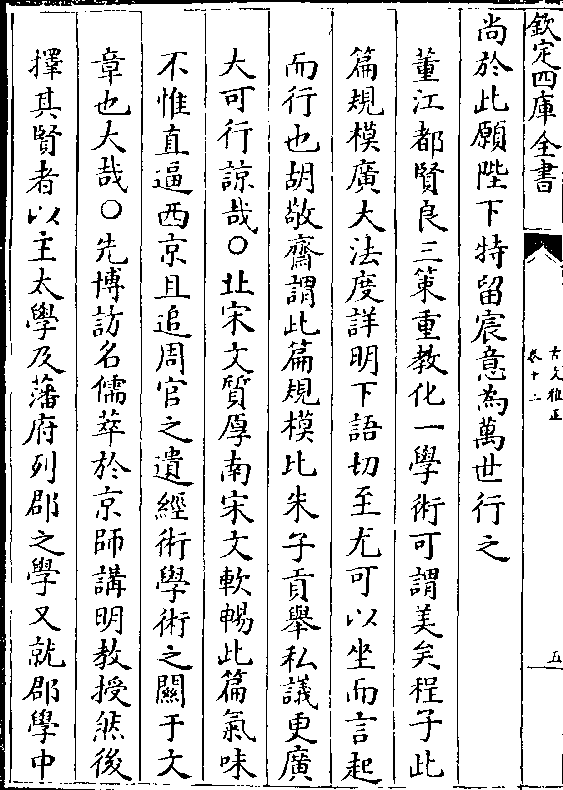 欽定四庫全書
古文雅正
卷十二
五
尚於此願陛下特留宸意為萬世行之
董江都賢良三策重教化一學術可謂美矣程子此
篇規模廣大法度詳明下語切至尤可以坐而言起
而行也胡敬齋謂此篇規模比朱子貢舉私議更廣
大可行諒哉○北宋文質厚南宋文軟暢此篇氣味
不惟直逼西京且追周官之遺經術學術之關于文
章也大哉○先博訪名儒萃於京師講明教授然後
擇其賢者以主太學及藩府列郡之學又就郡學中